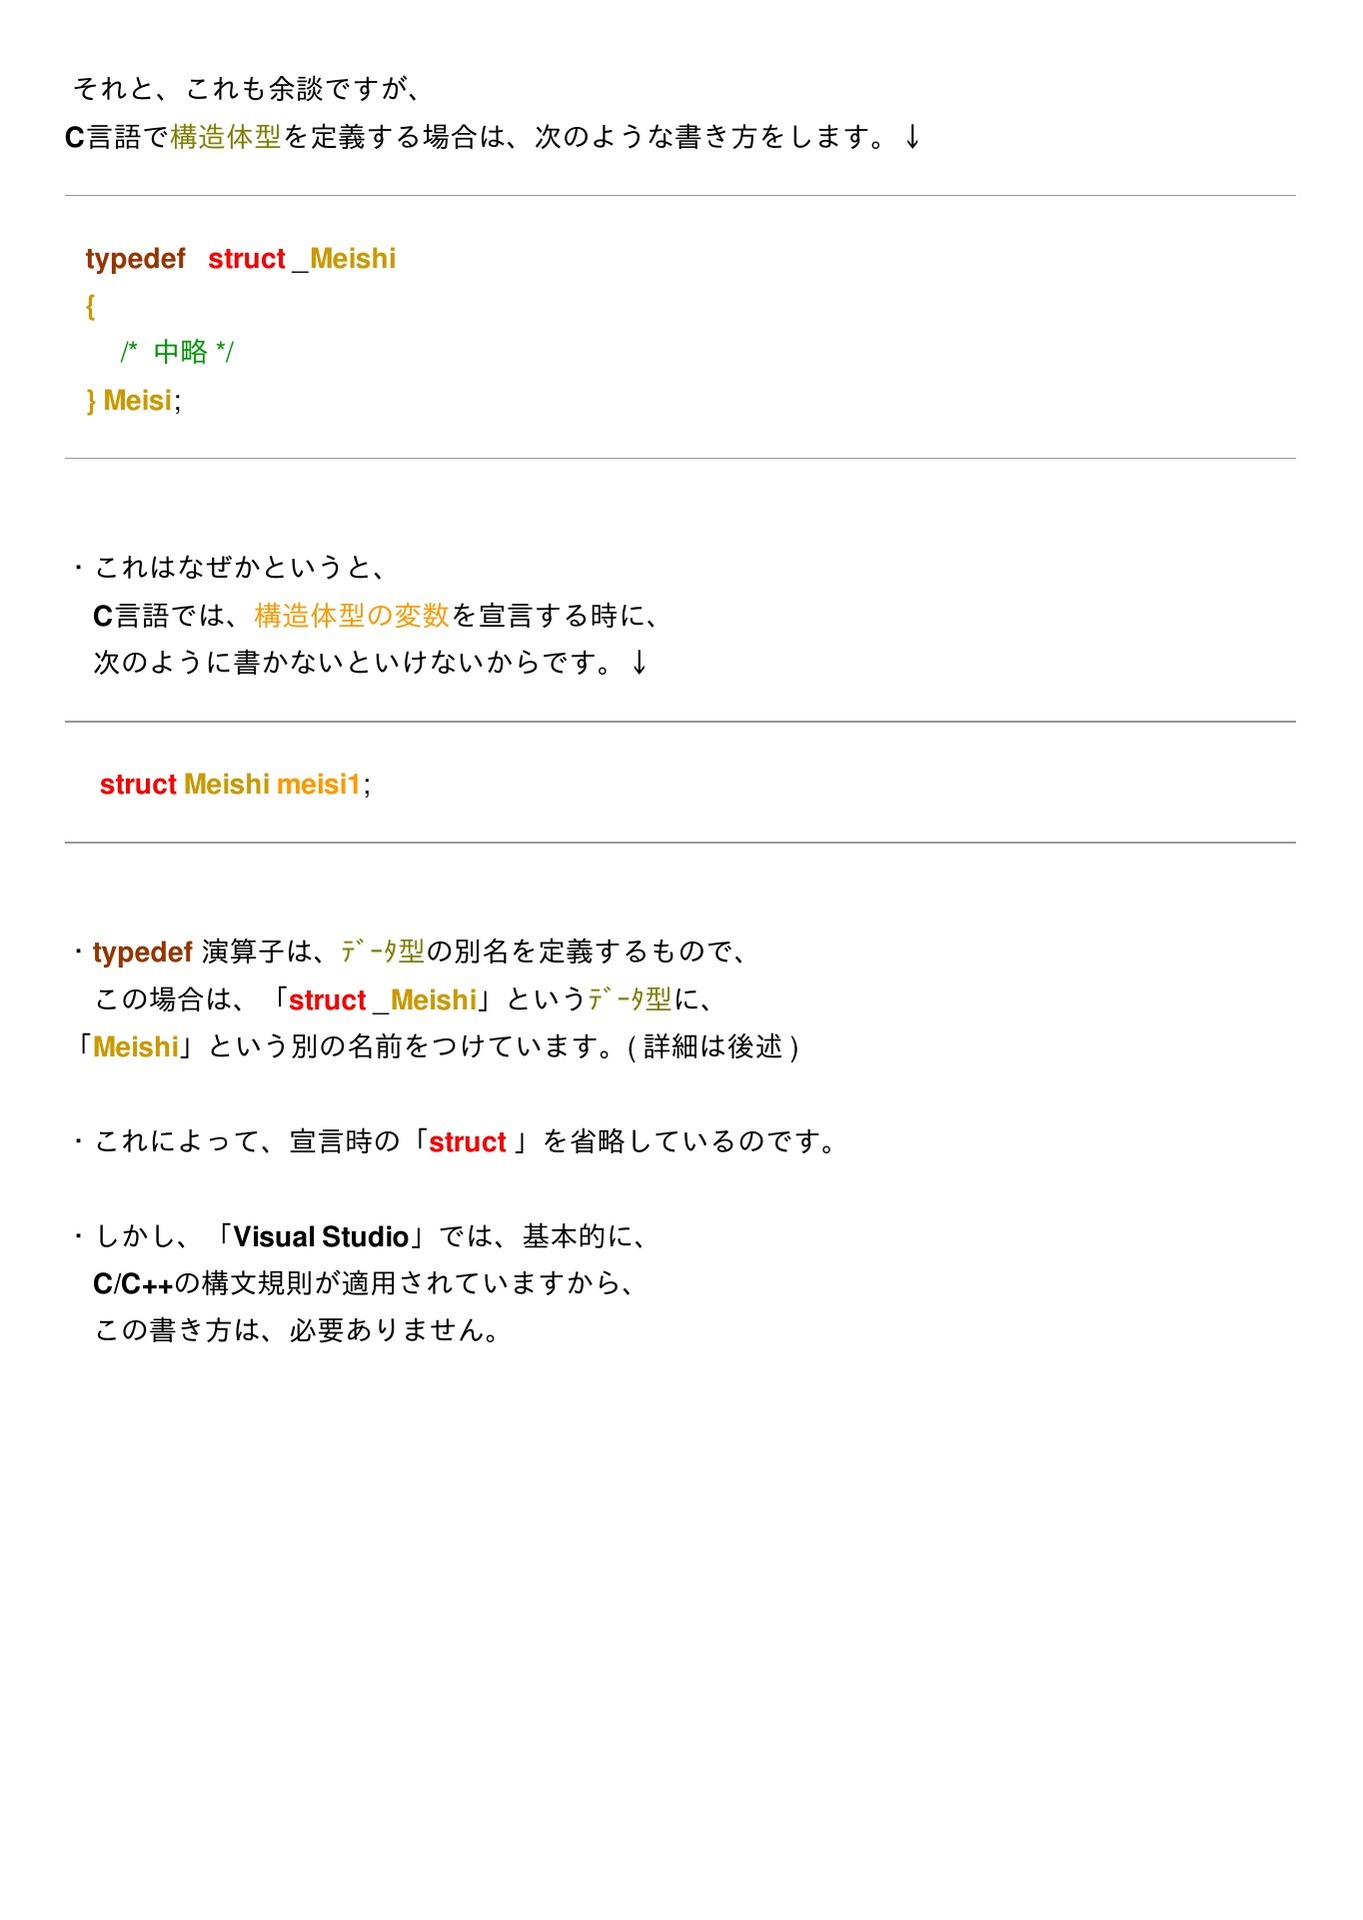 それと、これも余談ですが、
C言語で構造体型を定義する場合は、次のような書き方をします。↓
typedef struct _Meishi
{
/* 中略 */
} Meisi;
・これはなぜかというと、
C言語では、構造体型の変数を宣言する時に、
次のように書かないといけないからです。↓
struct Meishi meisi1;
・typedef 演算子は、ﾃﾞｰﾀ型の別名を定義するもので、
この場合は、「struct _Meishi」というﾃﾞｰﾀ型に、
「Meishi」という別の名前をつけています。( 詳細は後述 )
・これによって、宣言時の「struct 」を省略しているのです。
・しかし、「Visual Studio」では、基本的に、
C/C++の構文規則が適用されていますから、
この書き方は、必要ありません。